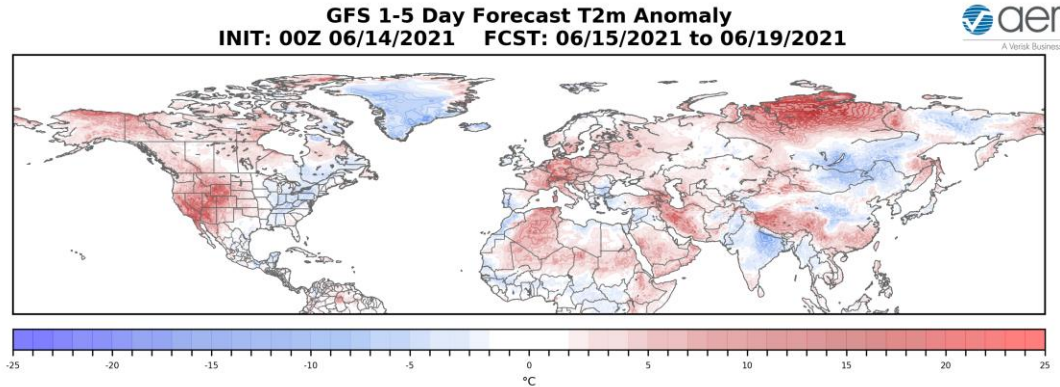 GFS 1-5 Day Forecast T2m Anomaly
INIT: 00Z 06/14/2021 FCST: 06/15/2021 to 06/19/2021
aer
A Verisk Business
-25 -20 -15 -10 -5 0 5 10 15 20 25
°C